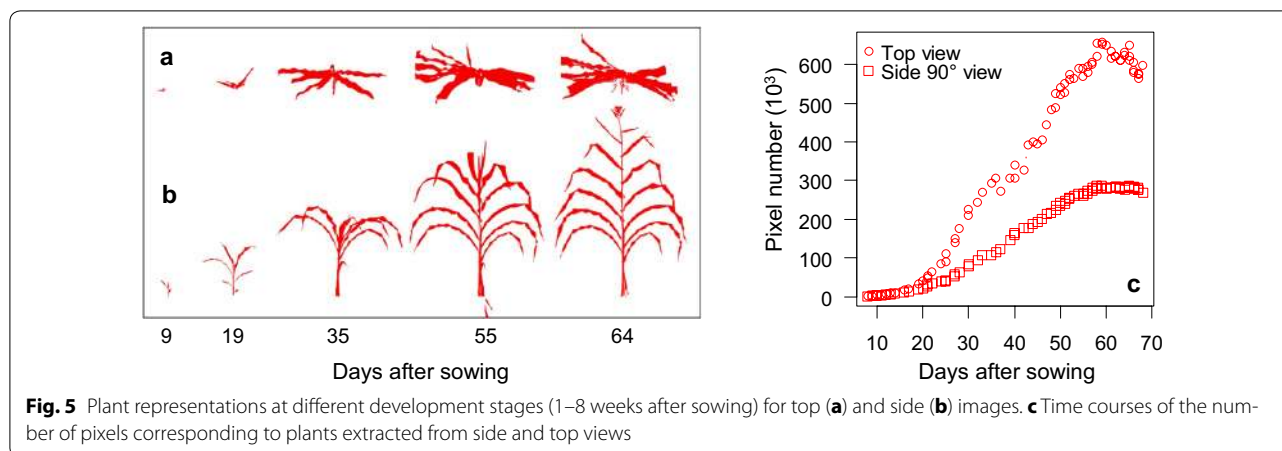 a
b
9 19 35 55 64
Days after sowing
Pixel number (10³)
600
500
400
300
200
100
0
Top view
Side 90° view
c
10 20 30 40 50 60 70
Days after sowing
Fig. 5 Plant representations at different development stages (1–8 weeks after sowing) for top (a) and side (b) images. c Time courses of the num-
ber of pixels corresponding to plants extracted from side and top views